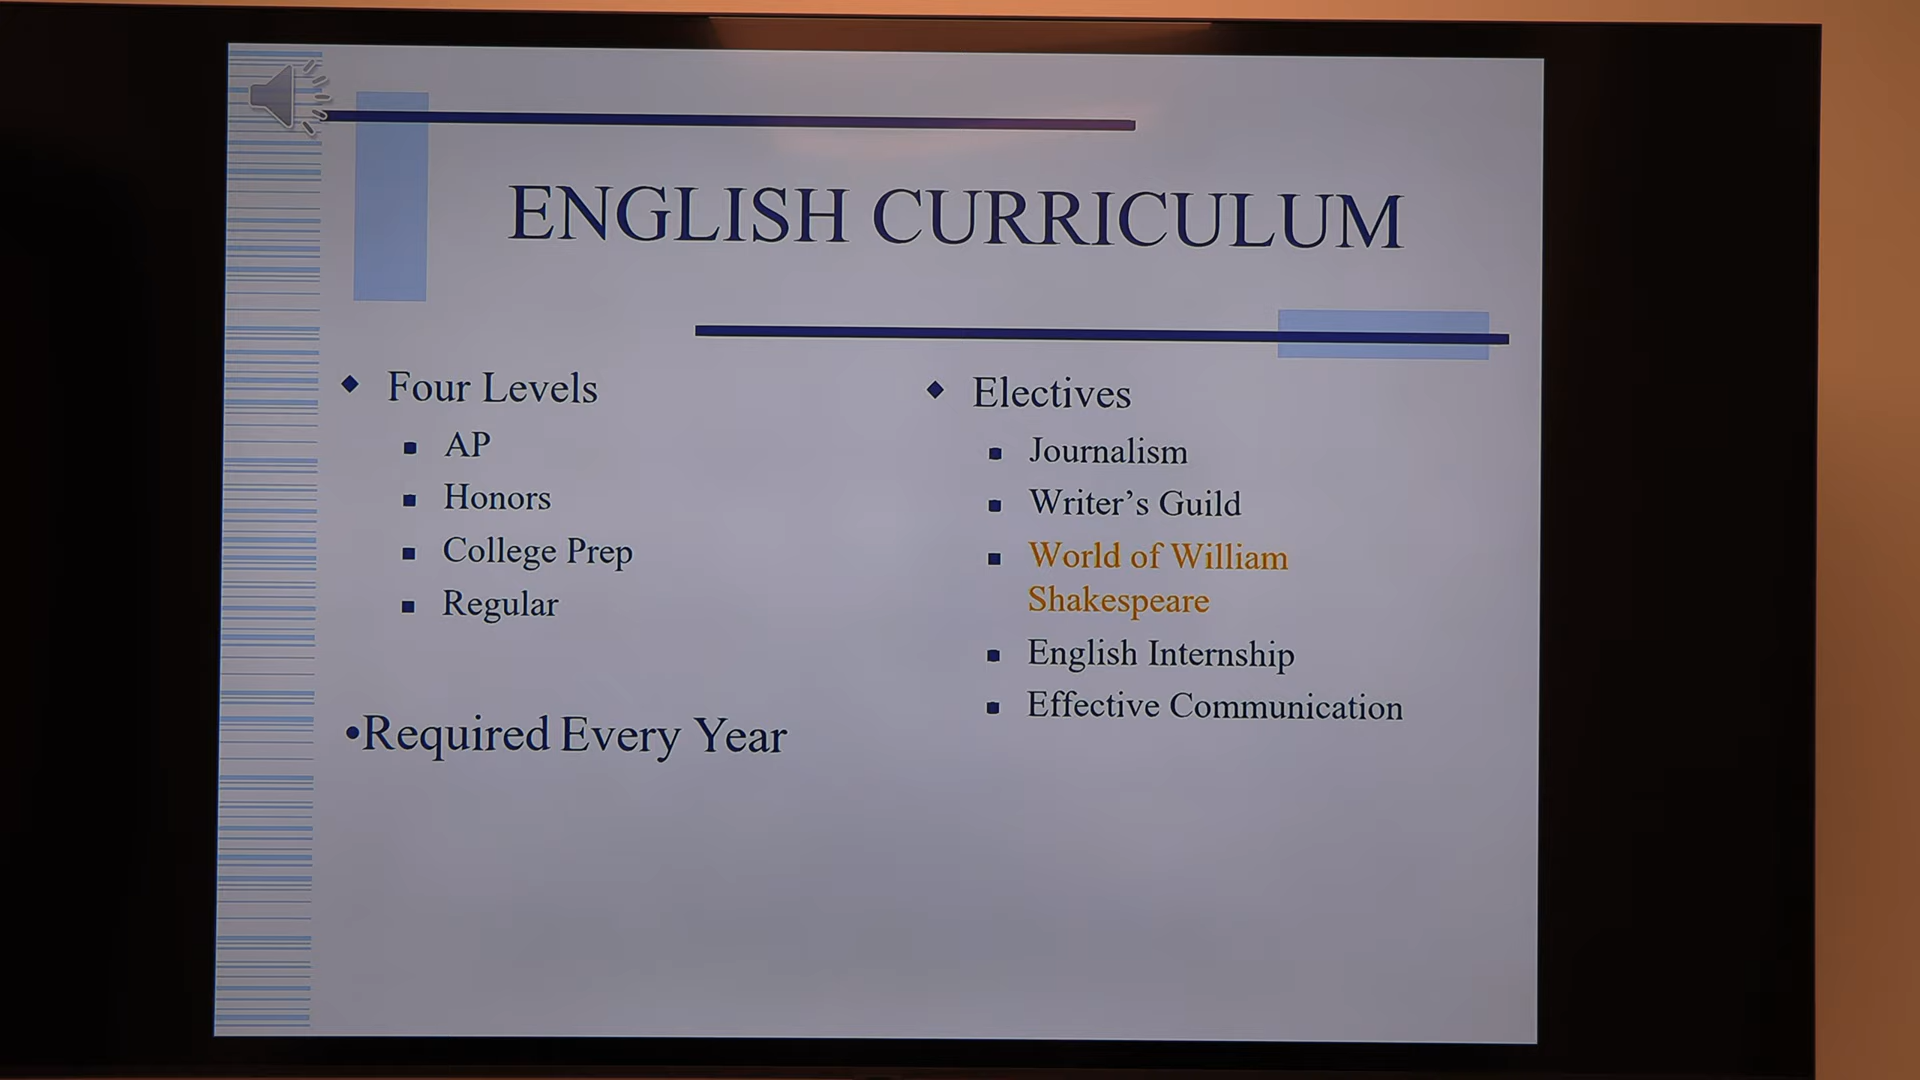 ENGLISH CURRICULUM
Four Levels
AP
Honors
College Prep
Regular
•Required Every Year
Electives
Journalism
Writer’s Guild
World of William
Shakespeare
English Internship
Effective Communication